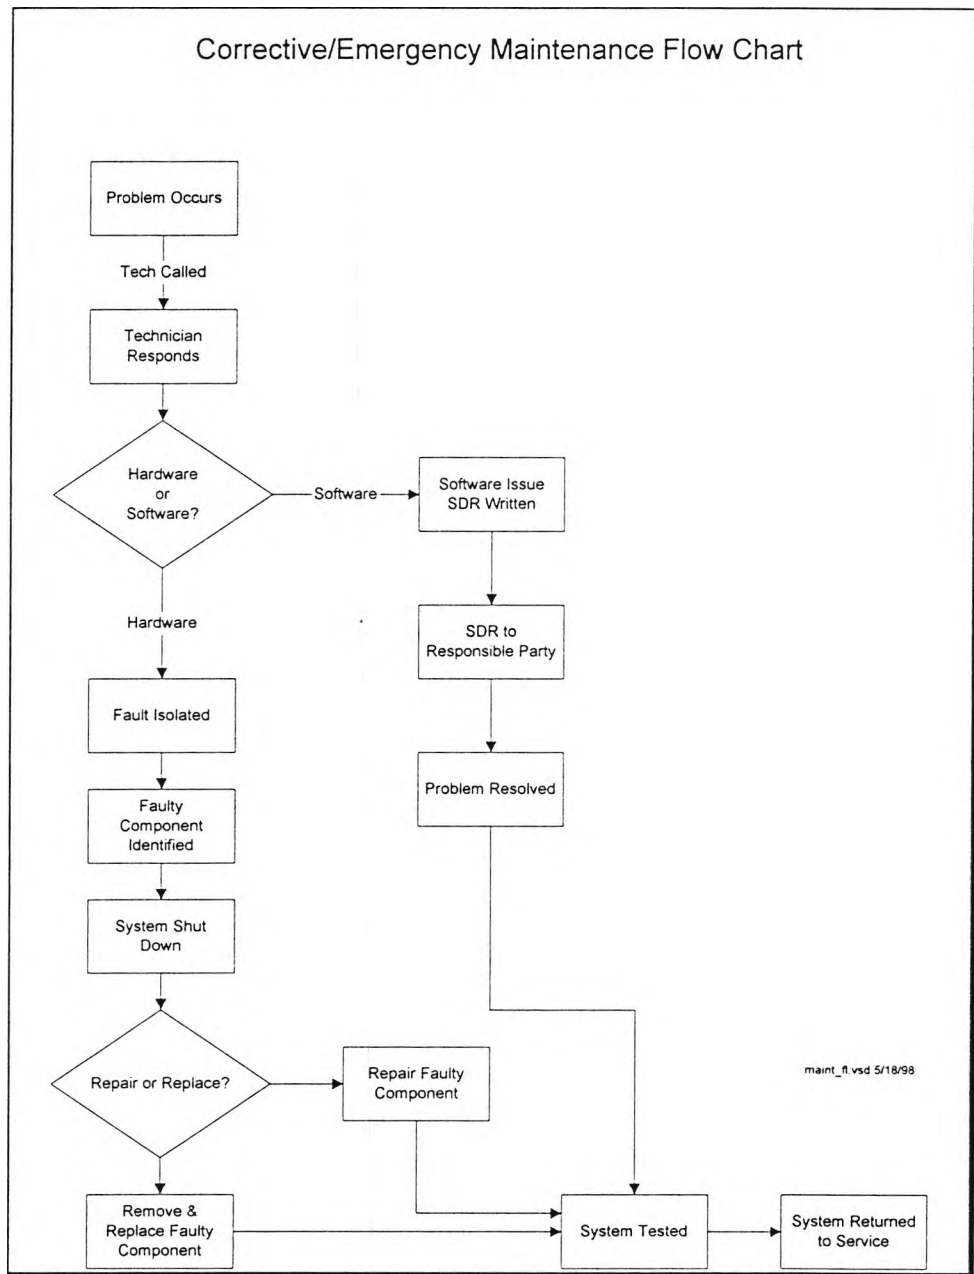 Corrective/Emergency Maintenance Flow Chart
Problem Occurs
Tech Called
Technician
Responds
Hardware
or
Software?
Software
Software Issue
SDR Written
Hardware
SDR to
Responsible Party
Fault Isolated
Problem Resolved
Faulty
Component
Identified
System Shut
Down
Repair or Replace?
Repair Faulty
Component
maint_fl.vsd 5/18/98
Remove &
Replace Faulty
Component
System Tested
System Returned
to Service